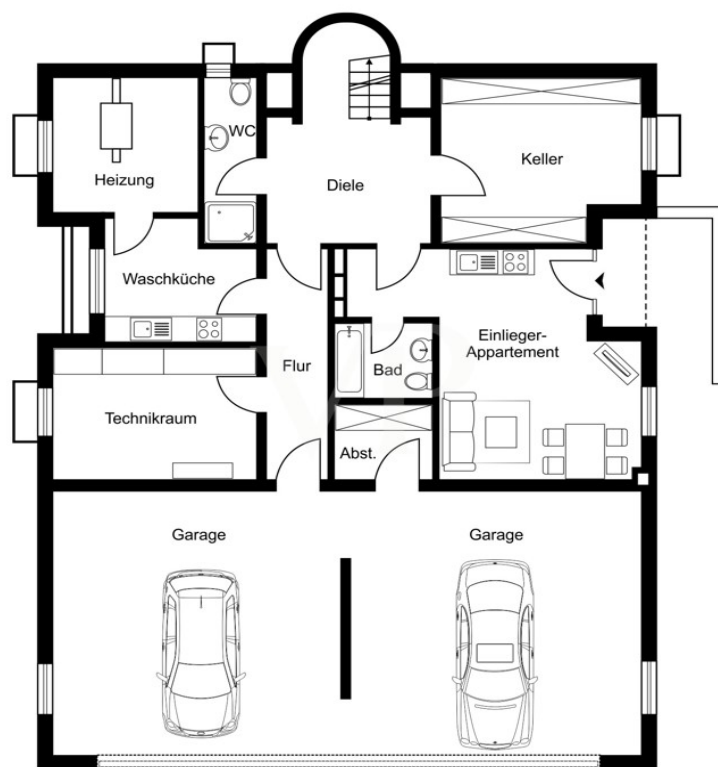 WC
Heizung
Diele
Keller
Waschküche
Einlieger-
Appartement
Flur
Bad
Technikraum
Abst.
Garage
Garage